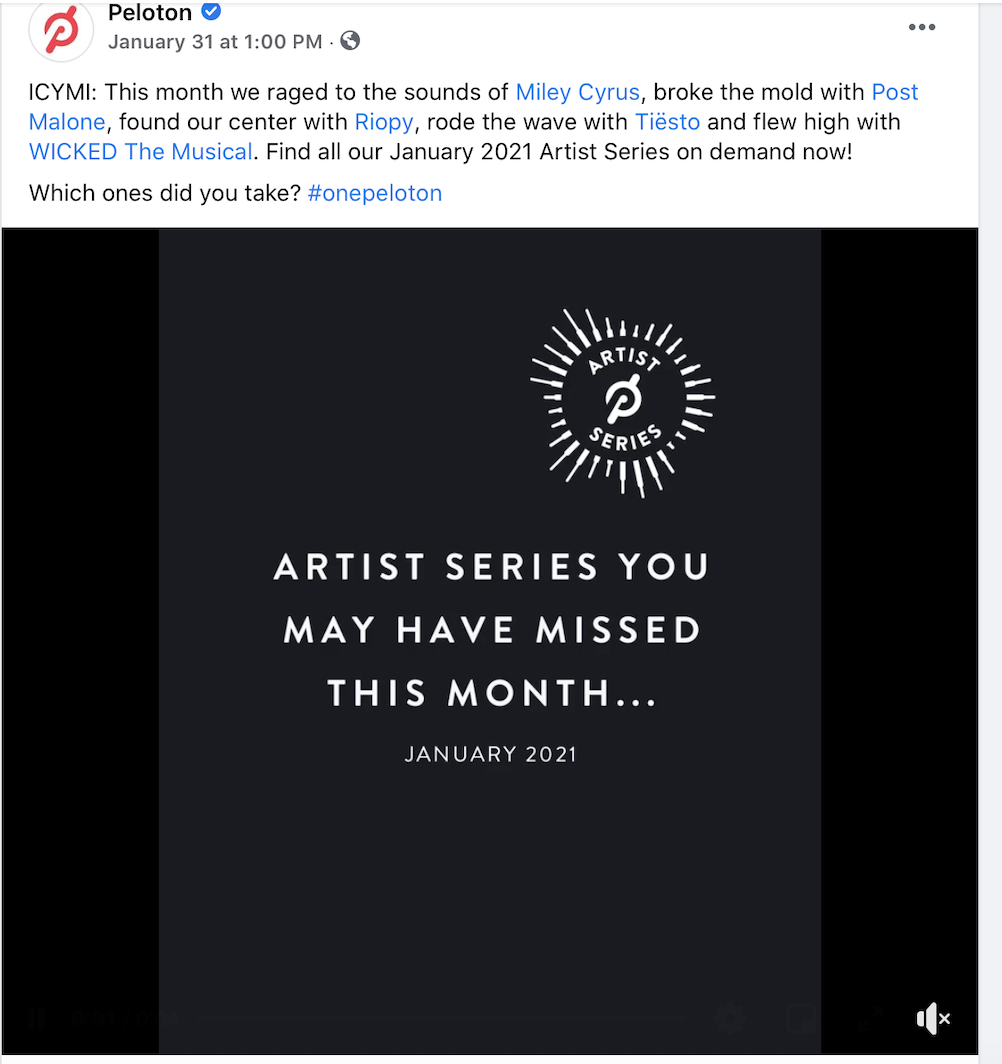 Peloton
January 31 at 1:00 PM ·
ICYMI: This month we raged to the sounds of Miley Cyrus, broke the mold with Post
Malone, found our center with Riopy, rode the wave with Tiësto and flew high with
WICKED The Musical. Find all our January 2021 Artist Series on demand now!
Which ones did you take? #onepeloton
ARTIST
SERIES
ARTIST SERIES YOU
MAY HAVE MISSED
THIS MONTH...
JANUARY 2021